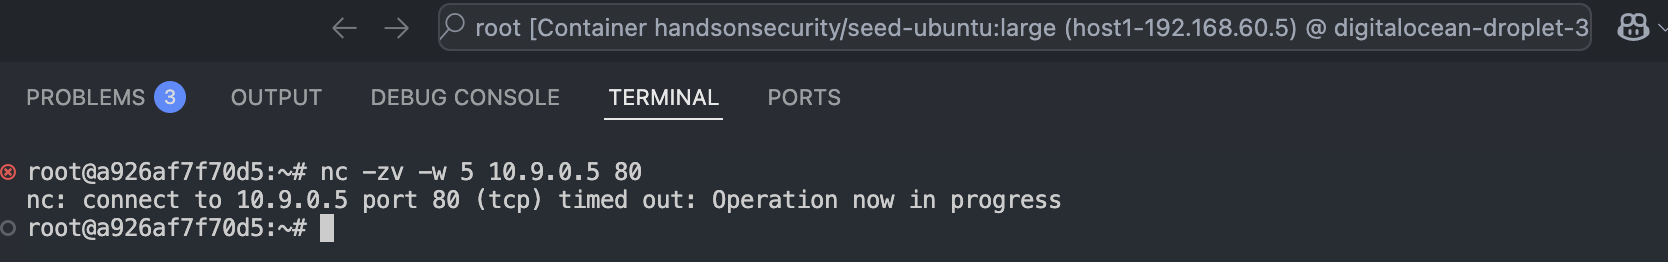 root [Container handsonsecurity/seed-ubuntu:large (host1-192.168.60.5) @ digitalocean-droplet-3
PROBLEMS 3 OUTPUT DEBUG CONSOLE TERMINAL PORTS
root@a926af7f70d5:~# nc -zv -w 5 10.9.0.5 80
nc: connect to 10.9.0.5 port 80 (tcp) timed out: Operation now in progress
root@a926af7f70d5:~#